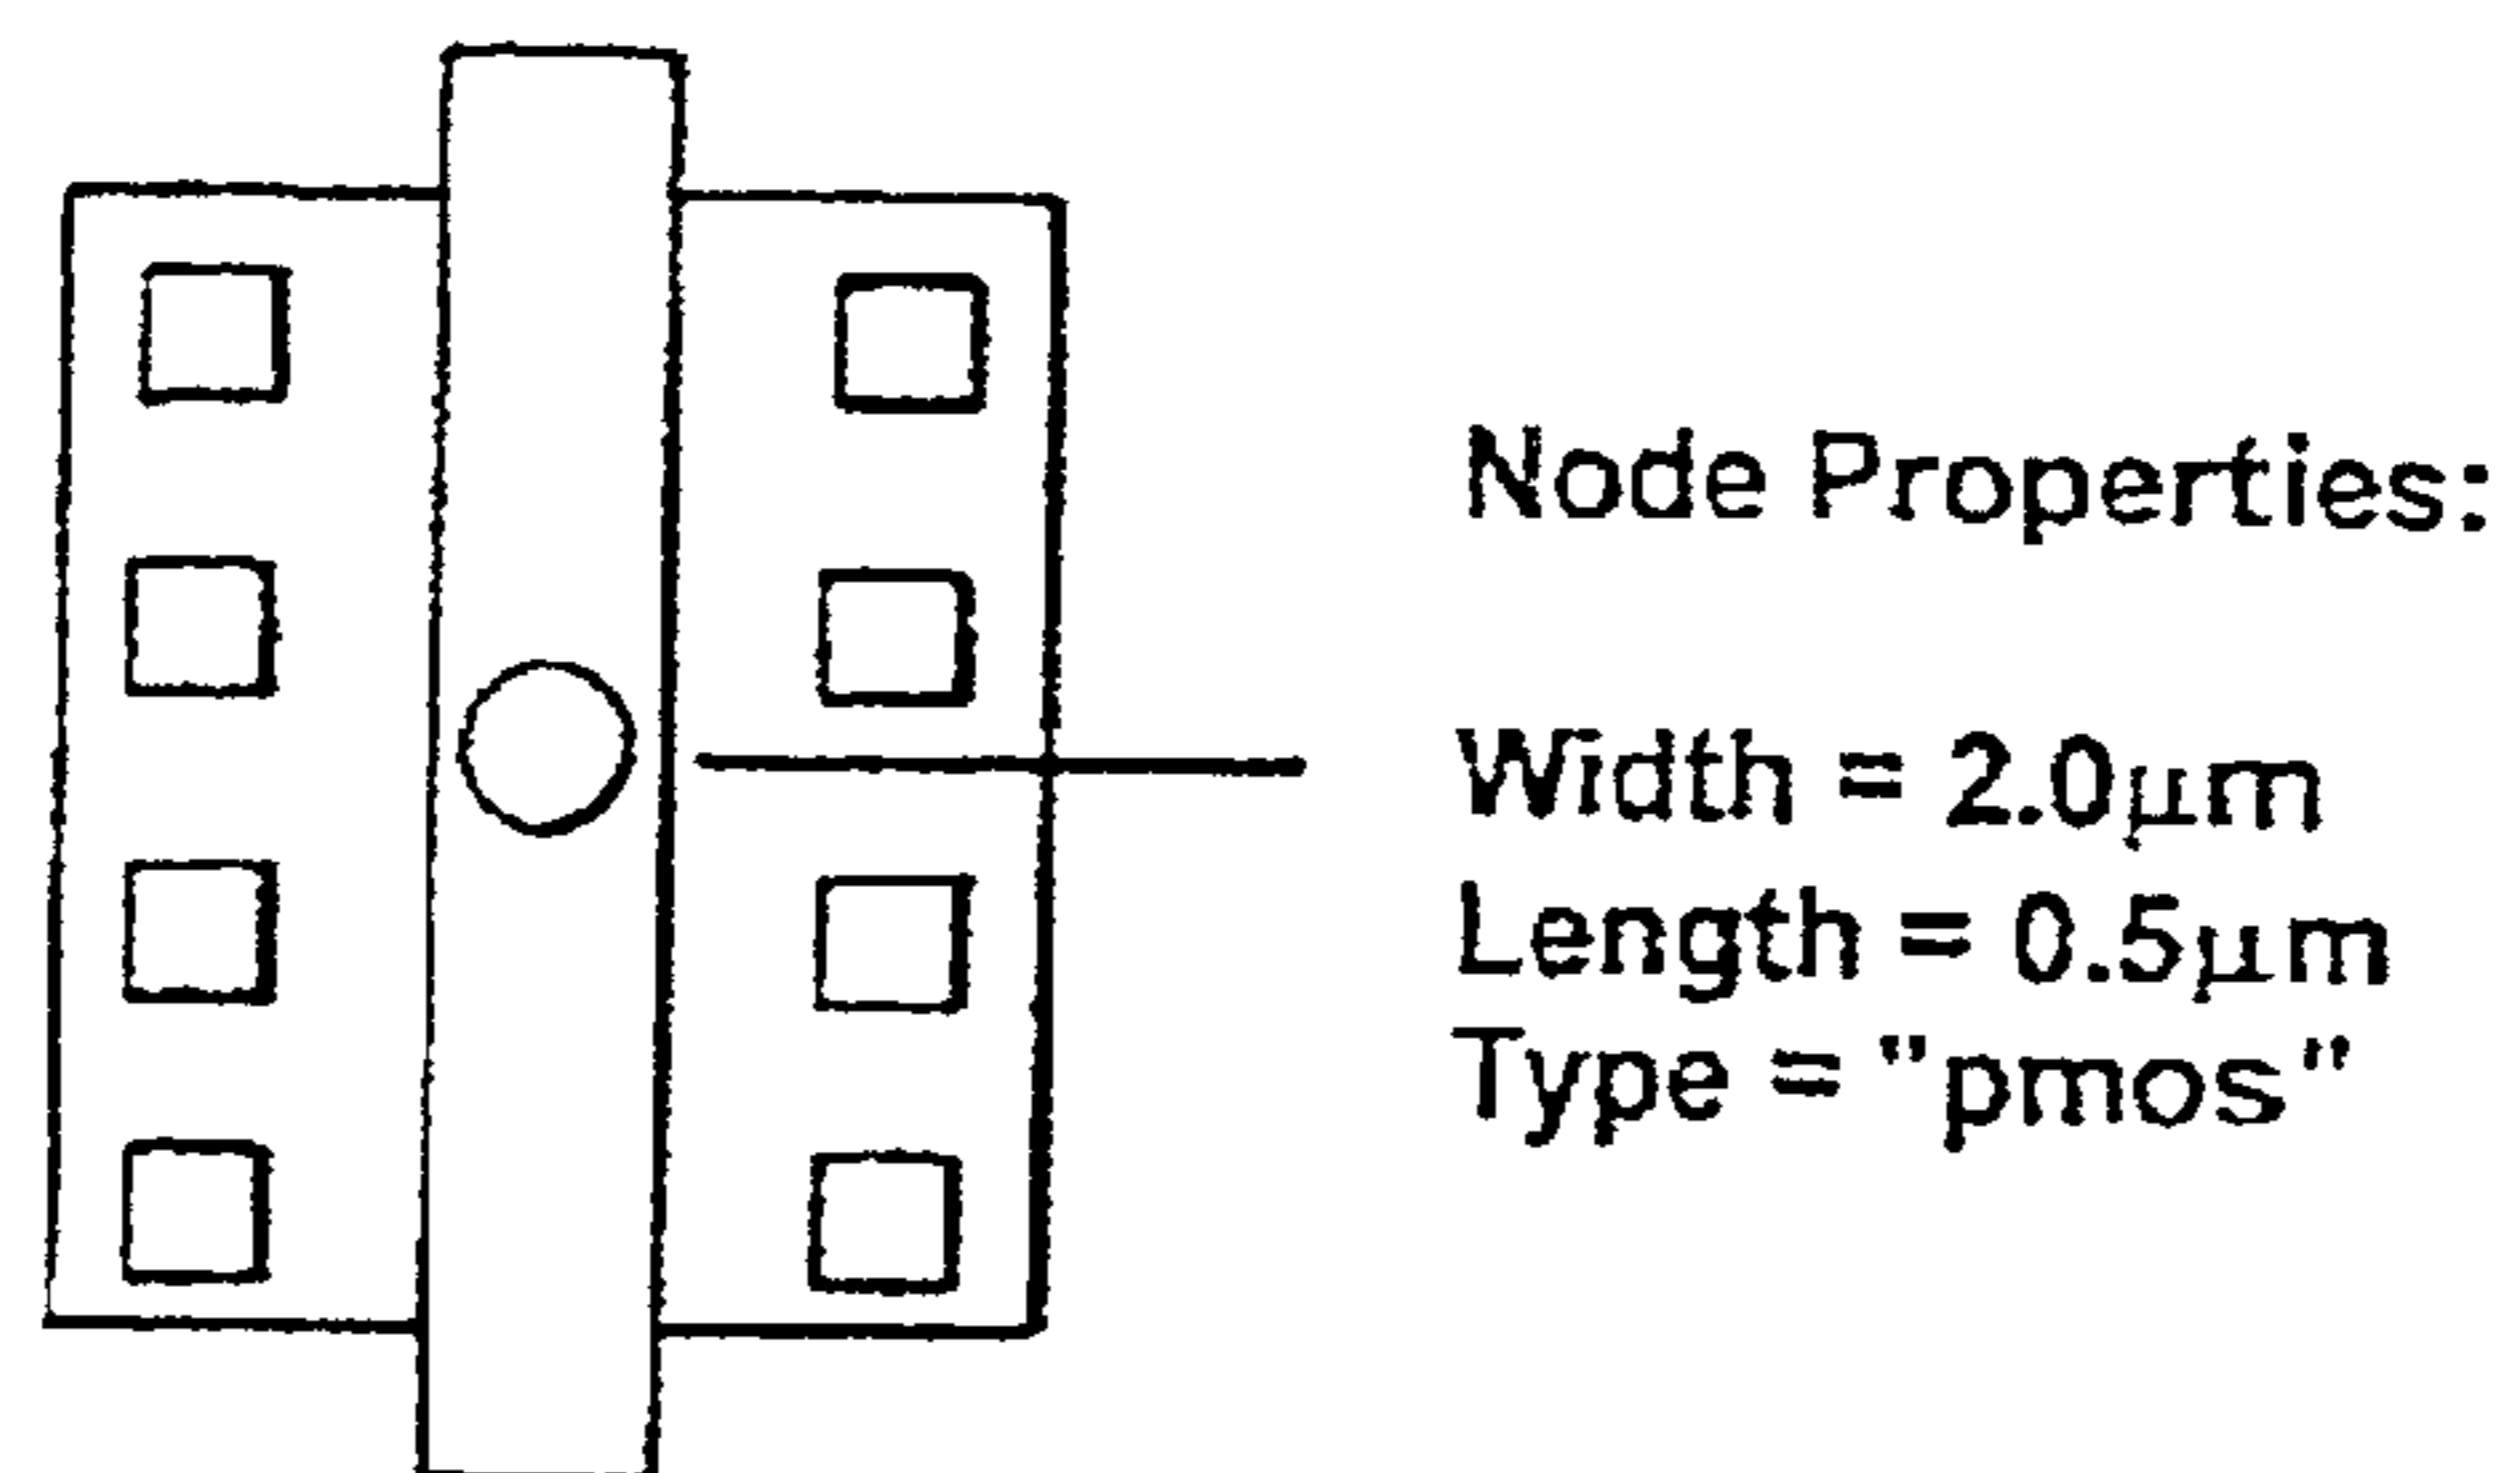 Node Properties:
Width = 2.0µm
Length = 0.5µm
Type = "pmos"